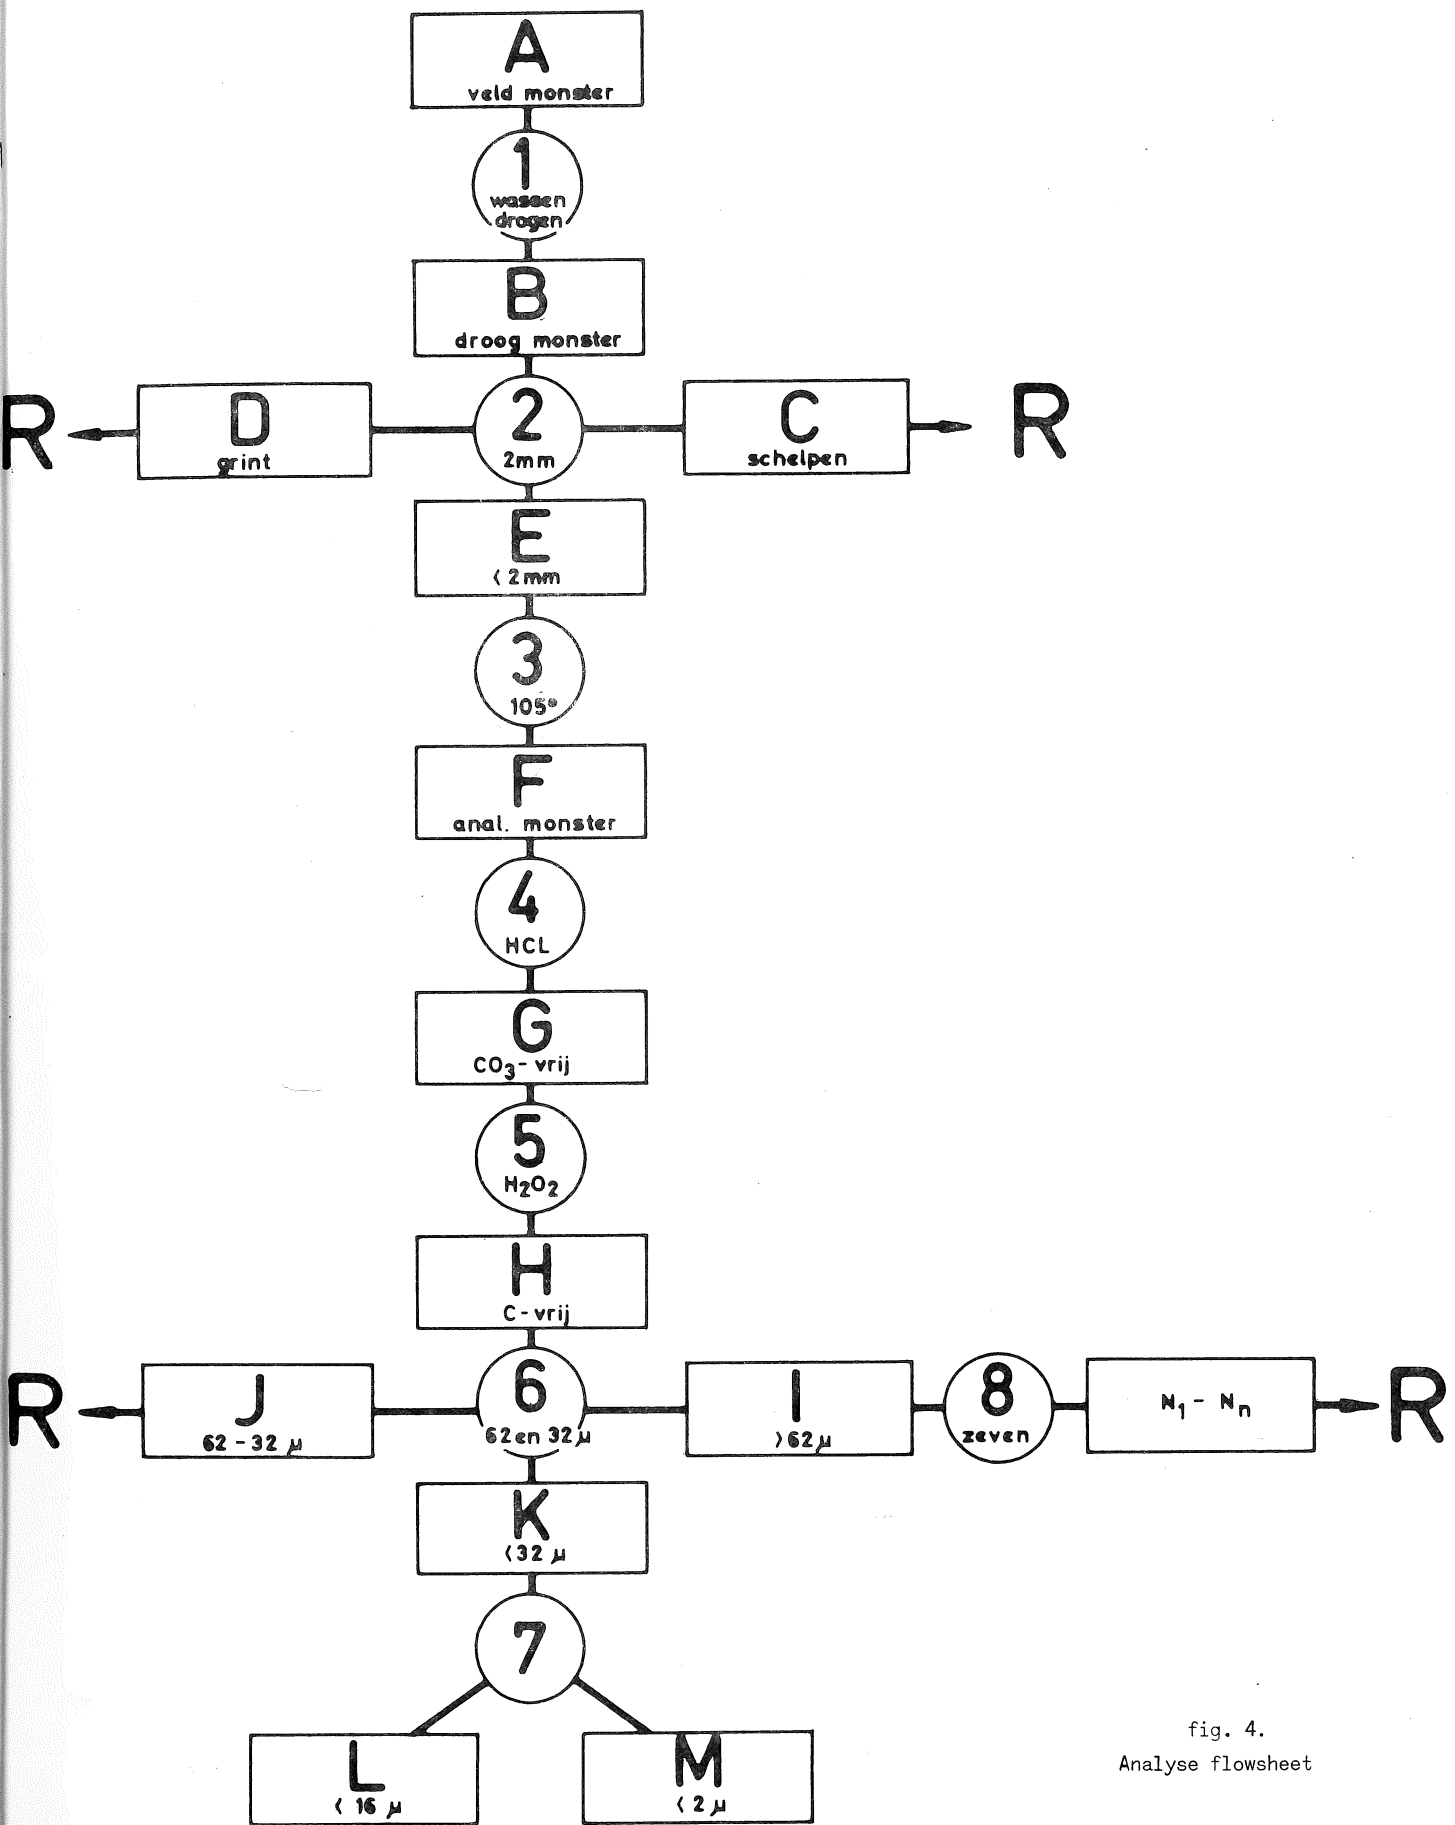 A
veld monster
1
wassen
drogen
B
droog monster
R
D
grint
2
2mm
C
schelpen
R
E
< 2mm
3
105°
F
anal. monster
4
HCL
G
CO₃- vrij
5
H₂O₂
H
C-vrij
R
J
62-32 µ
6
62 en 32 µ
I
>62µ
8
zeven
N₁ - Nₙ
R
K
<32 µ
7
L
< 16 µ
M
< 2 µ
fig. 4.
Analyse flowsheet